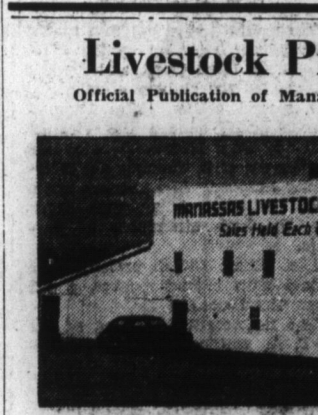 Livestock P
Official Publication of Man
MANASSAS LIVESTOC
Sales Held Each